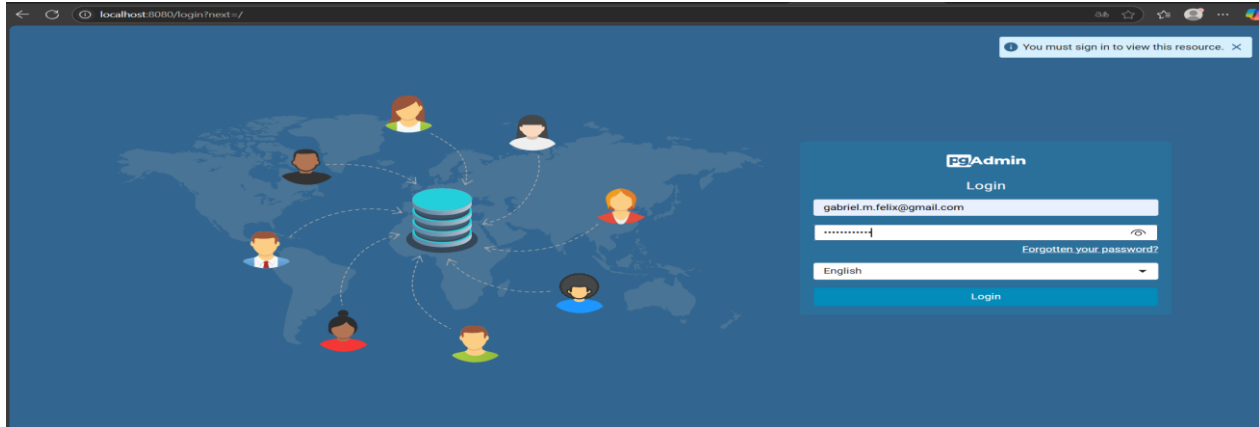 localhost:8080/login?next=/
You must sign in to view this resource.
pgAdmin
Login
gabriel.m.felix@gmail.com
Forgotten your password?
English
Login